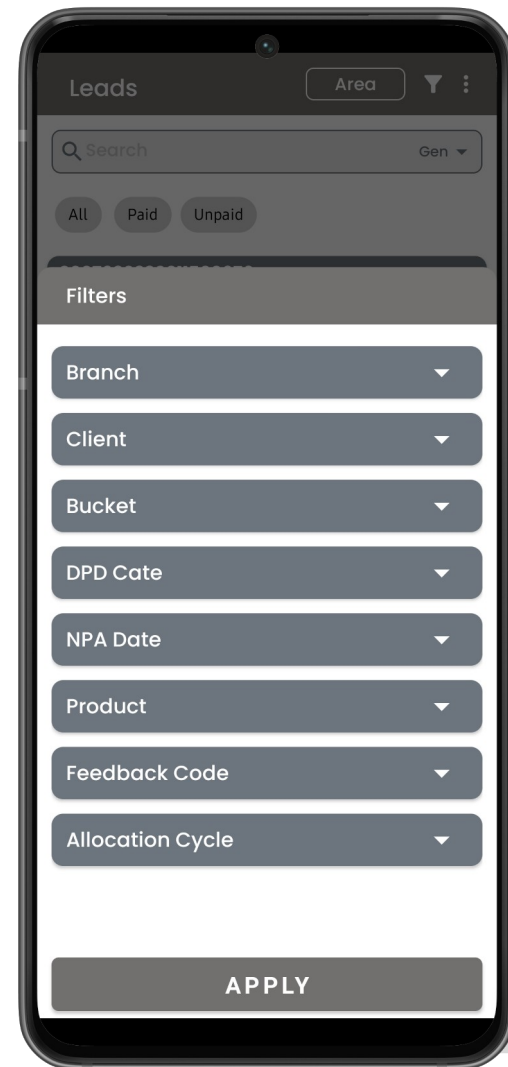 Leads
Area
Search
Gen
All Paid Unpaid
Filters
Branch
Client
Bucket
DPD Cate
NPA Date
Product
Feedback Code
Allocation Cycle
APPLY